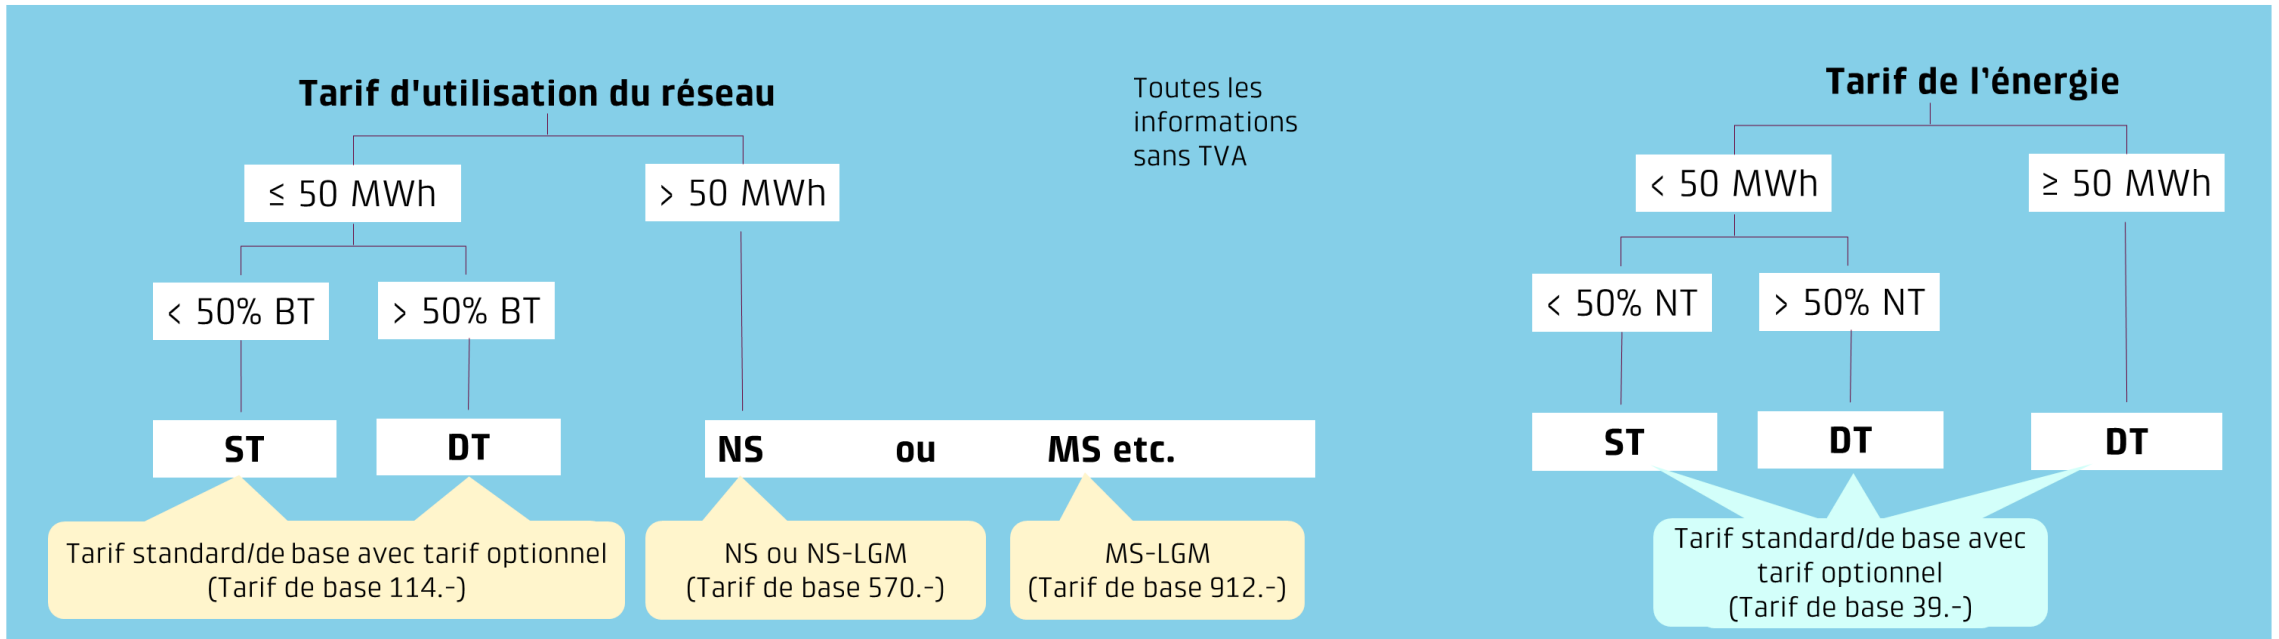 Tarif d'utilisation du réseau
≤ 50 MWh
> 50 MWh
< 50% BT
> 50% BT
ST
DT
NS ou MS etc.
Tarif standard/de base avec tarif optionnel
(Tarif de base 114.-)
NS ou NS-LGM
(Tarif de base 570.-)
MS-LGM
(Tarif de base 912.-)
Toutes les
informations
sans TVA
Tarif de l’énergie
< 50 MWh
≥ 50 MWh
< 50% NT
> 50% NT
ST
DT
DT
Tarif standard/de base avec
tarif optionnel
(Tarif de base 39.-)